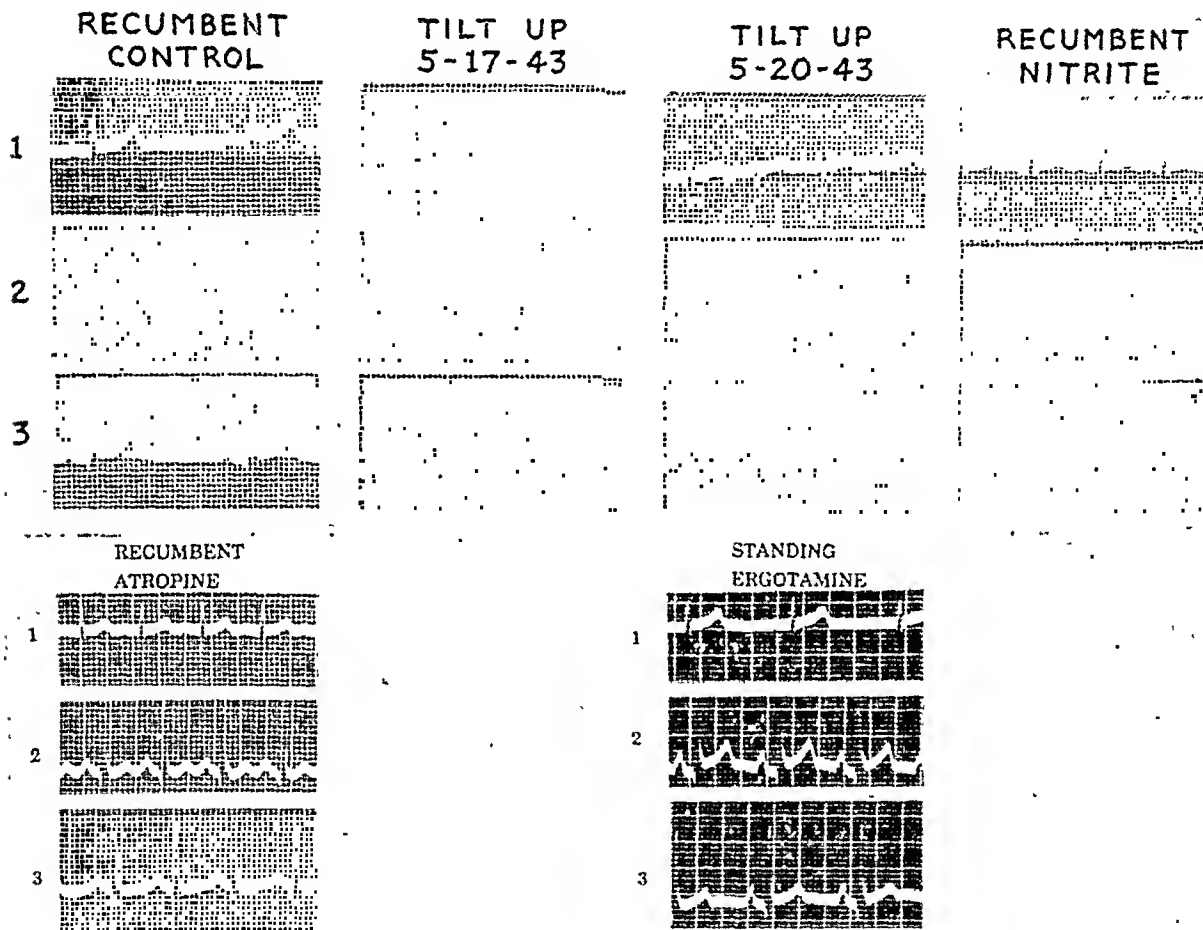 RECUMBENT
CONTROL
TILT UP
5-17-43
TILT UP
5-20-43
RECUMBENT
NITRITE
1
2
3
RECUMBENT
ATROPINE
STANDING
ERGOTAMINE
1
1
2
2
3
3